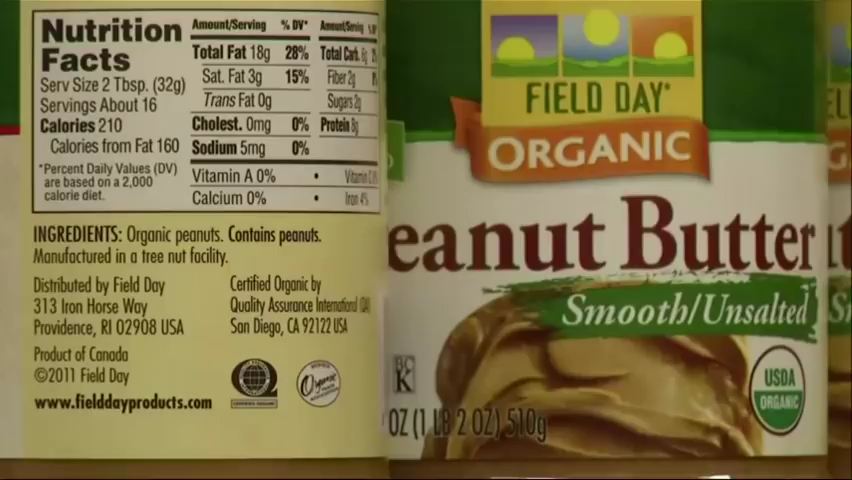 Nutrition Facts
Serv Size 2 Tbsp. (32g)
Servings About 16
Calories 210
Calories from Fat 160
*Percent Daily Values (DV)
are based on a 2,000
calorie diet.
Amount/Serving % DV*
Total Fat 18g 28%
Sat. Fat 3g 15%
Trans Fat 0g
Cholest. 0mg 0%
Sodium 5mg 0%
Amount/Serving
Total Carb.
Fiber 2g
Sugars 2g
Protein 8g
Vitamin A 0% •
Calcium 0% • Iron 4%
INGREDIENTS: Organic peanuts. Contains peanuts.
Manufactured in a tree nut facility.
Distributed by Field Day
313 Iron Horse Way
Providence, RI 02908 USA
Certified Organic by
Quality Assurance International (QAI)
San Diego, CA 92122 USA
Product of Canada
©2011 Field Day
www.fielddayproducts.com
Organic
FIELD DAY®
ORGANIC
eanut Butter
Smooth/Unsalted
BC
K
OZ (1 LB 2 OZ) 510g
USDA
ORGANIC